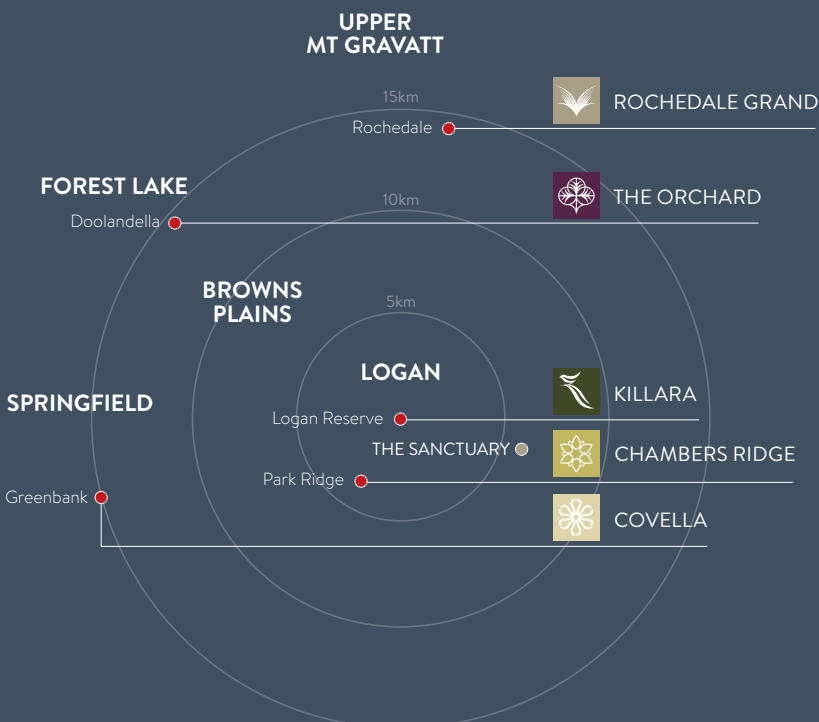 UPPER
MT GRAVATT
15km
ROCHEDALE GRAND
Rochedale
FOREST LAKE
THE ORCHARD
10km
Doolandella
BROWNS
PLAINS
5km
LOGAN
KILLARA
SPRINGFIELD
Logan Reserve
THE SANCTUARY
CHAMBERS RIDGE
Park Ridge
Greenbank
COVELLA